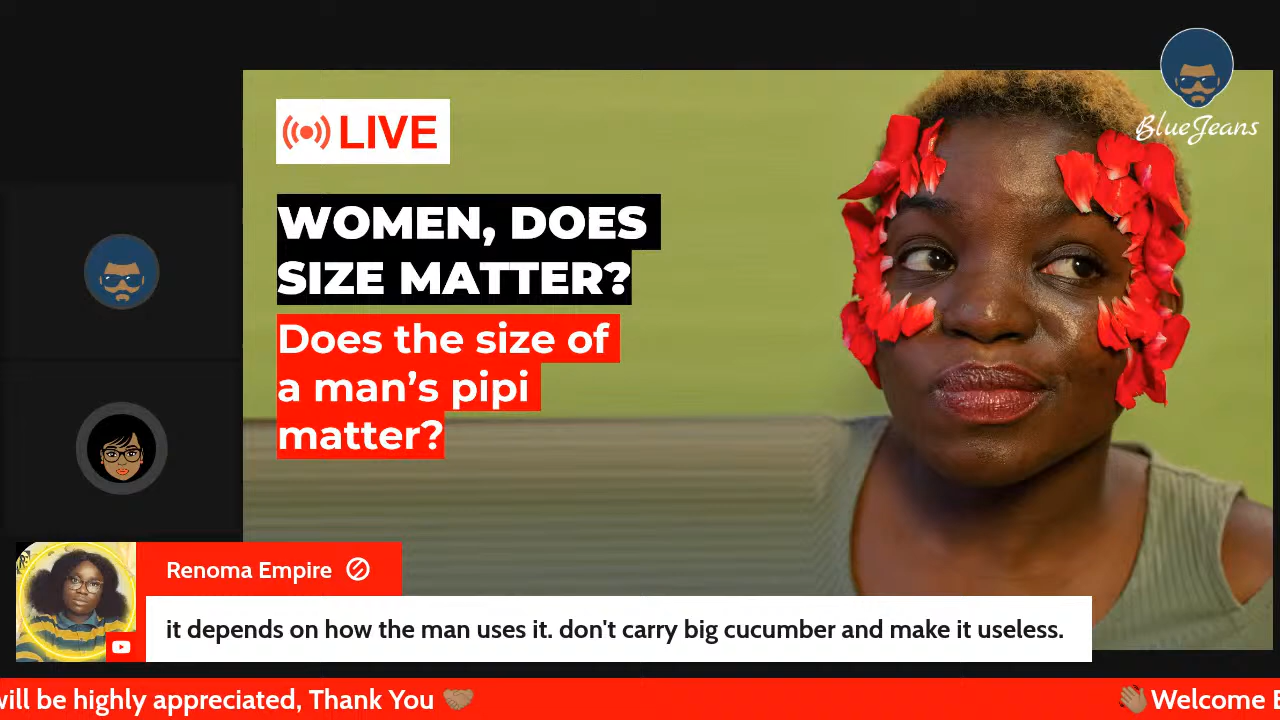 BlueJeans
LIVE
WOMEN, DOES
SIZE MATTER?
Does the size of
a man's pipi
matter?
Renoma Empire
it depends on how the man uses it. don't carry big cucumber and make it useless.
will be highly appreciated, Thank You 🤝🏽
👋🏽 Welcome